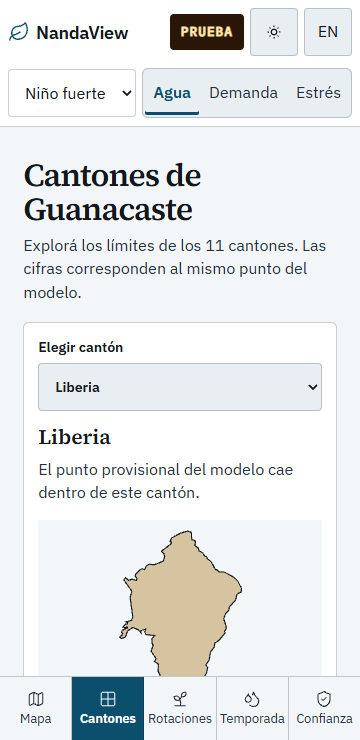 NandaView
PRUEBA
EN
Niño fuerte
Agua
Demanda
Estrés
Cantones de
Guanacaste
Explorá los límites de los 11 cantones. Las
cifras corresponden al mismo punto del
modelo.
Elegir cantón
Liberia
Liberia
El punto provisional del modelo cae
dentro de este cantón.
Mapa
Cantones
Rotaciones
Temporada
Confianza